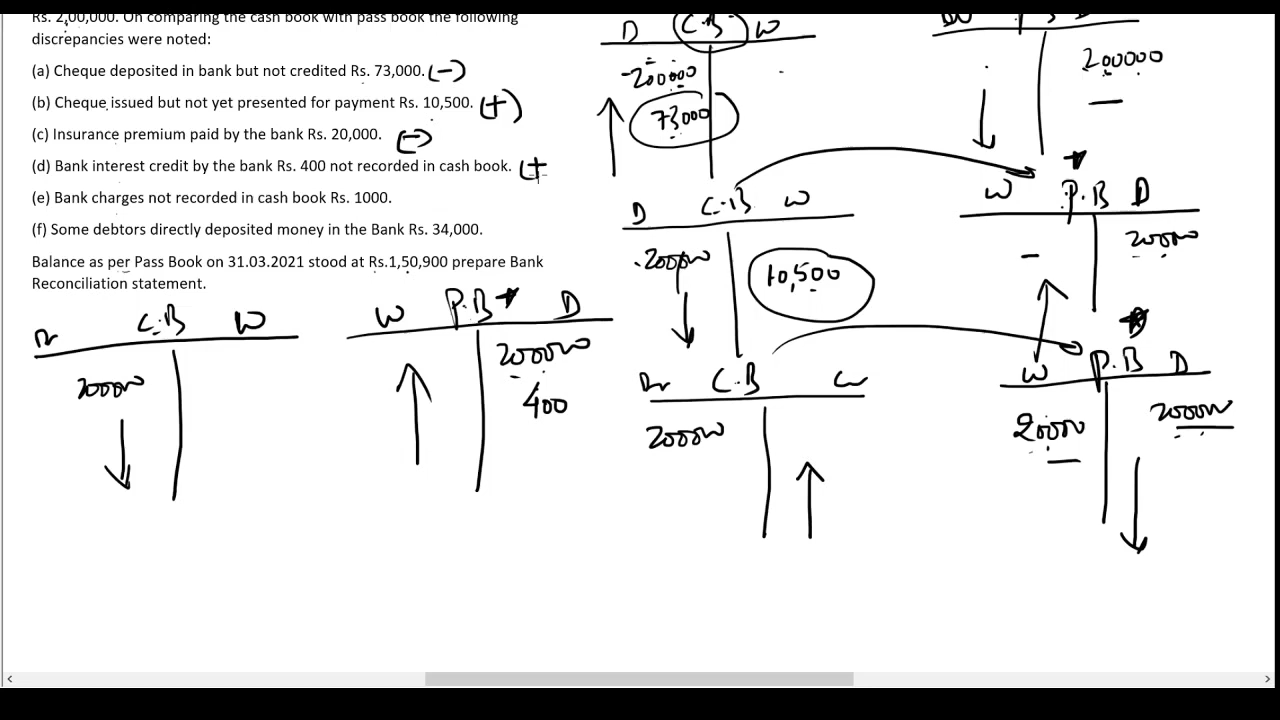 Rs. 2,00,000. On comparing the cash book with pass book the following
discrepancies were noted:
(a) Cheque deposited in bank but not credited Rs. 73,000. (-)
(b) Cheque issued but not yet presented for payment Rs. 10,500. (+)
(c) Insurance premium paid by the bank Rs. 20,000. (-)
(d) Bank interest credit by the bank Rs. 400 not recorded in cash book. (+
(e) Bank charges not recorded in cash book Rs. 1000.
(f) Some debtors directly deposited money in the Bank Rs. 34,000.
Balance as per Pass Book on 31.03.2021 stood at Rs.1,50,900 prepare Bank
Reconciliation statement.
D C.B W
200000
73000
200000
D C.B W
200000
10,500
W P.B D
20000
C.B W
200000
W P.B D
200000
400
Dr C.B
200000
W P.B D
20000
200000